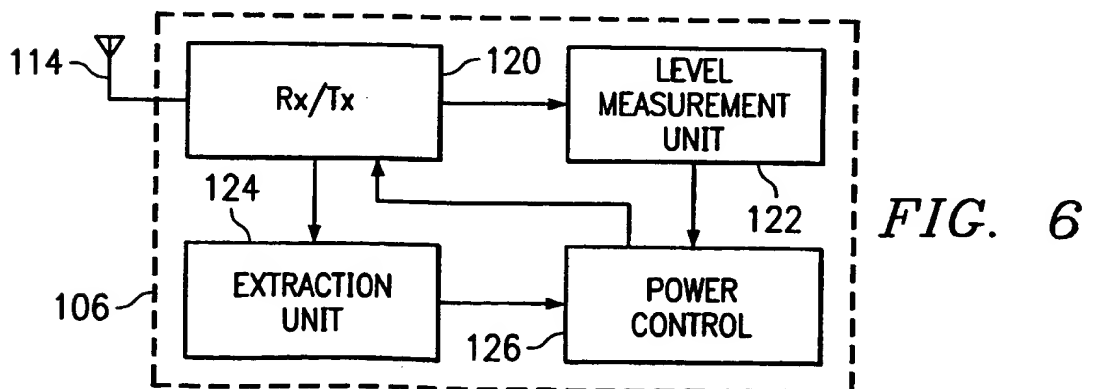 114
Rx/Tx
120
LEVEL
MEASUREMENT
UNIT
122
124
EXTRACTION
UNIT
106
POWER
CONTROL
126
FIG. 6